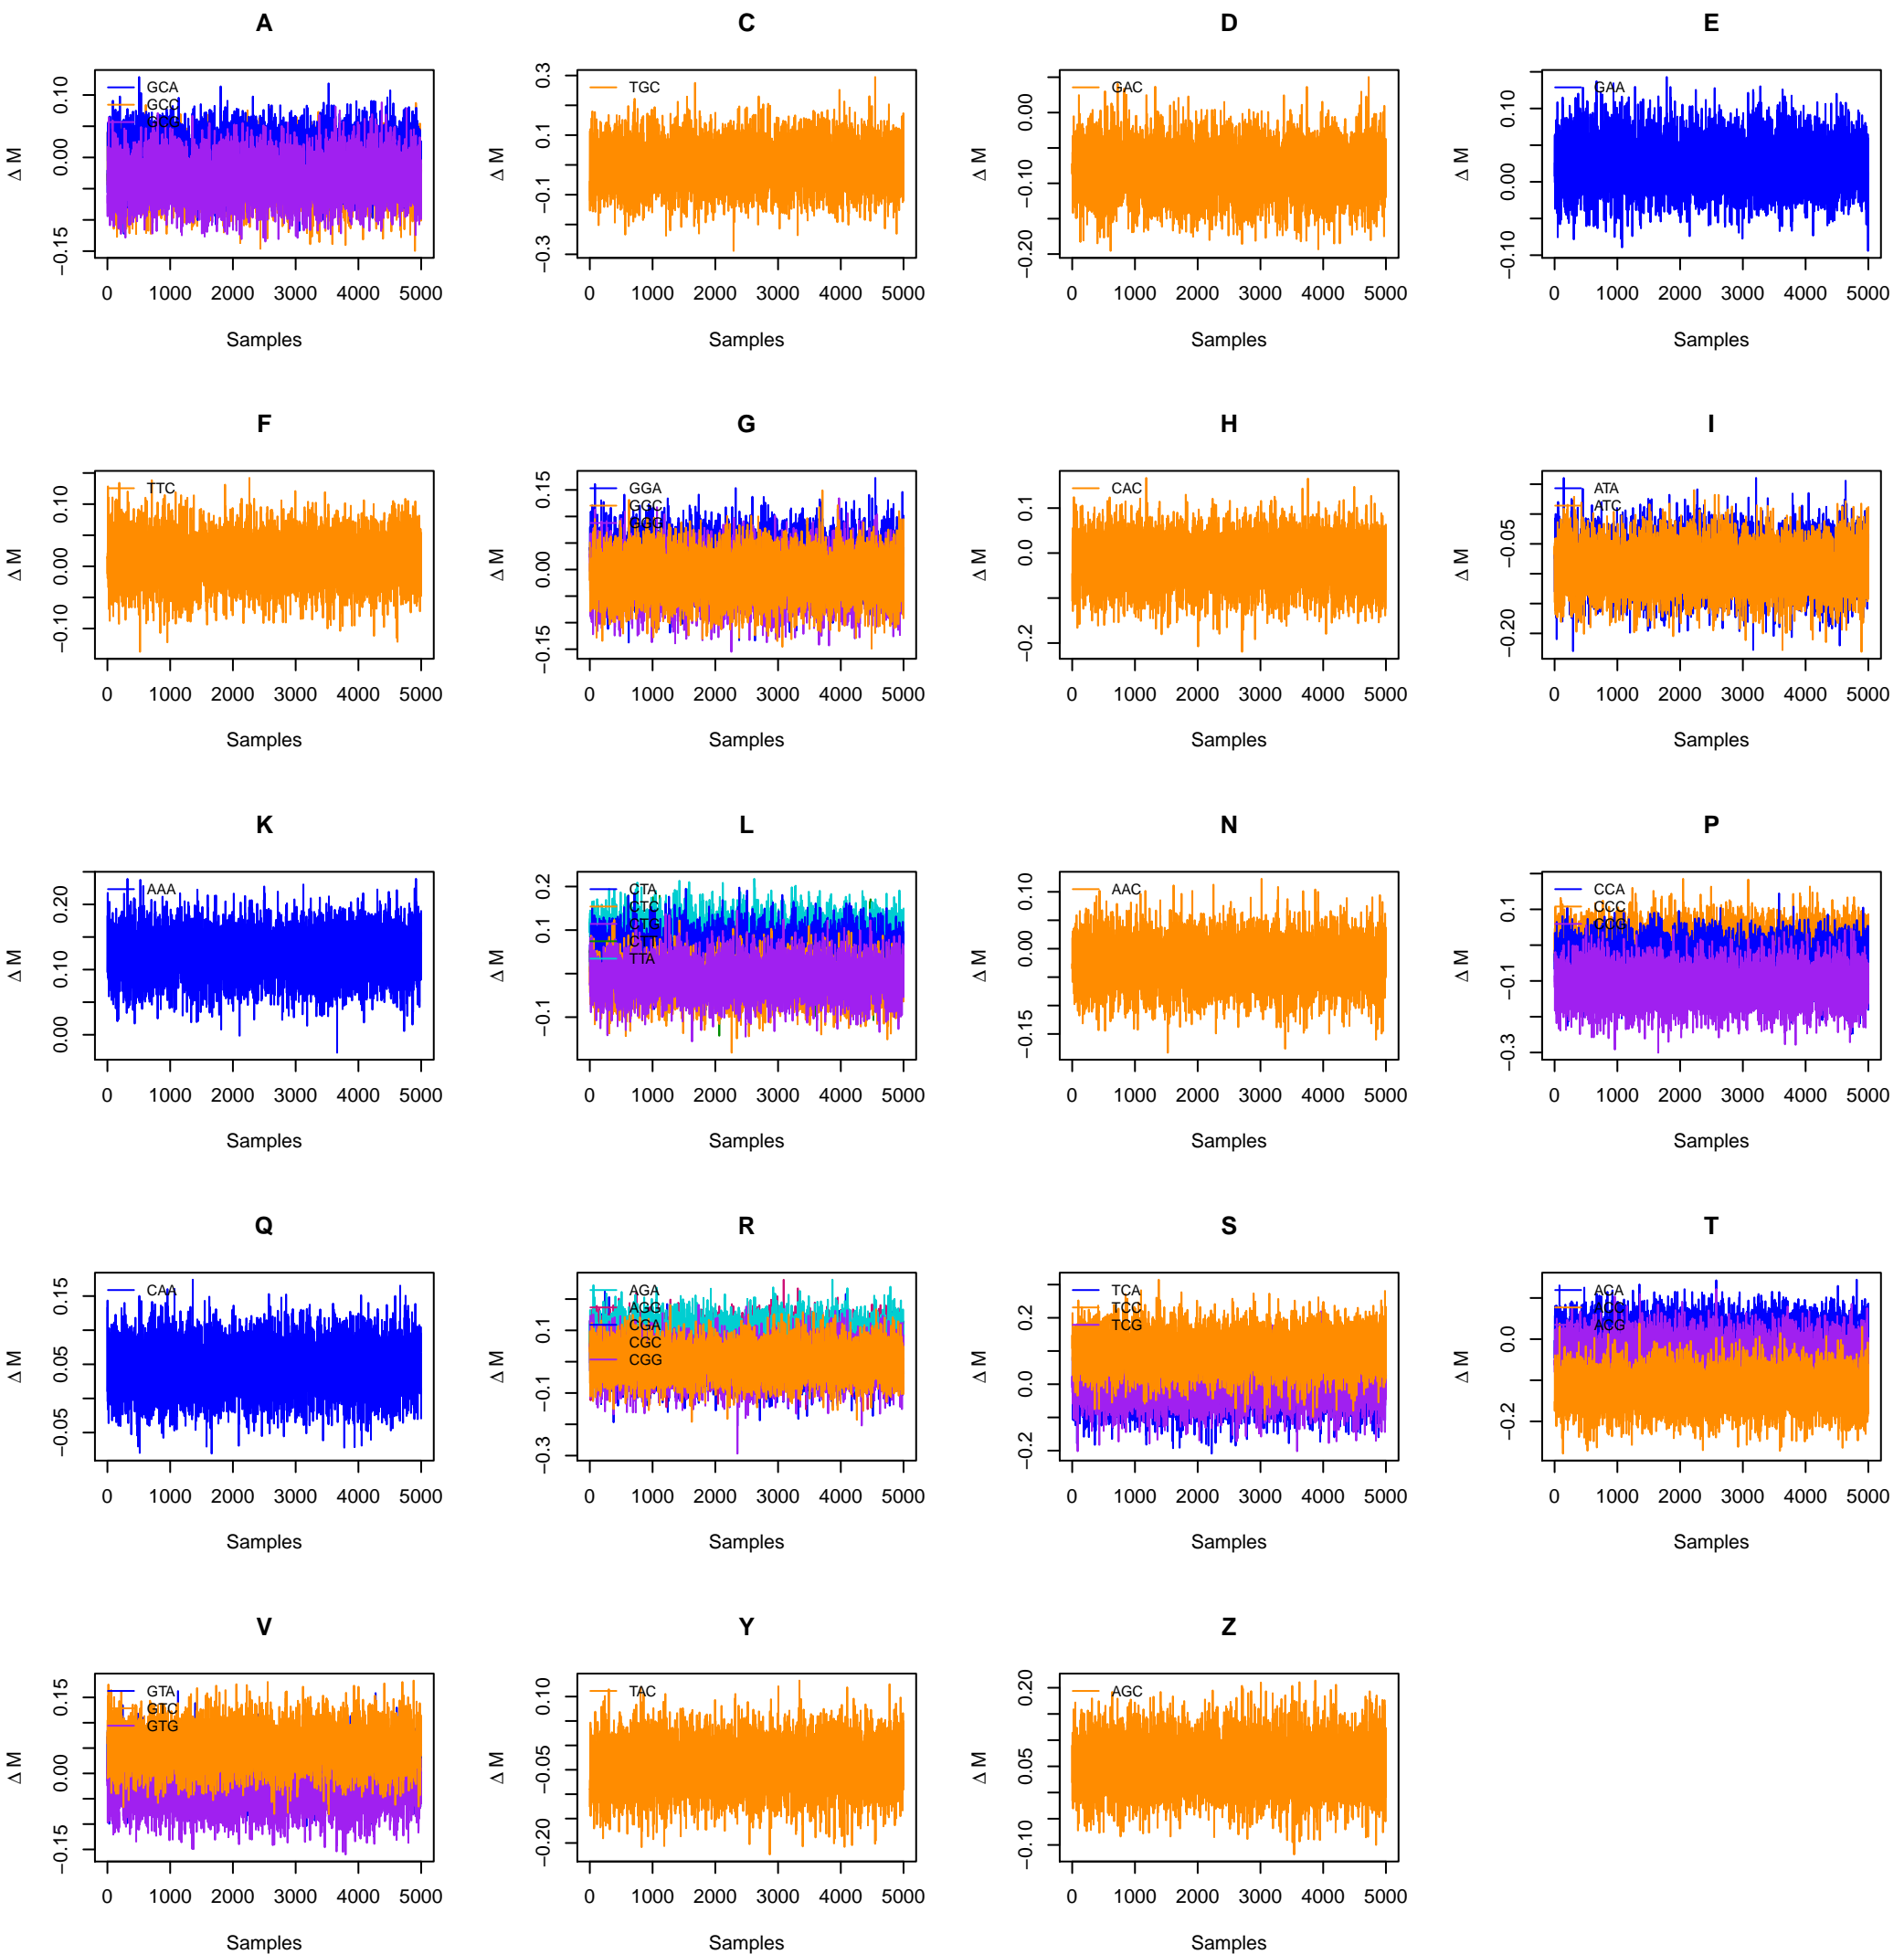 A
C
D
E
GCA
GCC
GCG
TGC
GAC
GAA
Δ M
−0.15 0.00 0.10
Δ M
−0.3 −0.1 0.1 0.3
Δ M
−0.20 −0.10 0.00
Δ M
−0.10 0.00 0.10
0 1000 2000 3000 4000 5000
0 1000 2000 3000 4000 5000
0 1000 2000 3000 4000 5000
0 1000 2000 3000 4000 5000
Samples
Samples
Samples
Samples
F
G
H
I
TTC
GGA
GGC
GGG
CAC
ATA
ATC
Δ M
−0.10 0.00 0.10
Δ M
−0.15 0.00 0.15
Δ M
−0.2 0.0 0.1
Δ M
−0.20 −0.05
0 1000 2000 3000 4000 5000
0 1000 2000 3000 4000 5000
0 1000 2000 3000 4000 5000
0 1000 2000 3000 4000 5000
Samples
Samples
Samples
Samples
K
L
N
P
AAA
CTA
CTC
CTG
CTT
TTA
AAC
CCA
CCC
CCG
Δ M
0.00 0.10 0.20
Δ M
−0.1 0.1 0.2
Δ M
−0.15 0.00 0.10
Δ M
−0.3 −0.1 0.1
0 1000 2000 3000 4000 5000
0 1000 2000 3000 4000 5000
0 1000 2000 3000 4000 5000
0 1000 2000 3000 4000 5000
Samples
Samples
Samples
Samples
Q
R
S
T
CAA
AGA
AGG
CGA
CGC
CGG
TCA
TCC
TCG
ACA
ACC
ACG
Δ M
−0.05 0.05 0.15
Δ M
−0.3 −0.1 0.1
Δ M
−0.2 0.0 0.2
Δ M
−0.2 0.0
0 1000 2000 3000 4000 5000
0 1000 2000 3000 4000 5000
0 1000 2000 3000 4000 5000
0 1000 2000 3000 4000 5000
Samples
Samples
Samples
Samples
V
Y
Z
GTA
GTC
GTG
TAC
AGC
Δ M
−0.15 0.00 0.15
Δ M
−0.20 −0.05 0.10
Δ M
−0.10 0.05 0.20
0 1000 2000 3000 4000 5000
0 1000 2000 3000 4000 5000
0 1000 2000 3000 4000 5000
Samples
Samples
Samples